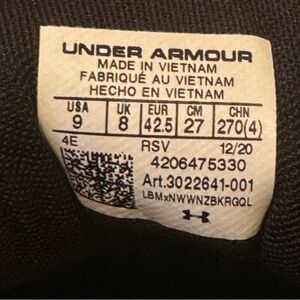 UNDER ARMOUR
MADE IN VIETNAM
FABRIQUÉ AU VIETNAM
HECHO EN VIETNAM
USA UK EUR CM CHN
9 8 42.5 27 270(4)
4E RSV 12/20
4206475330
Art.3022641-001
LBMxNWWNZBKRGQL